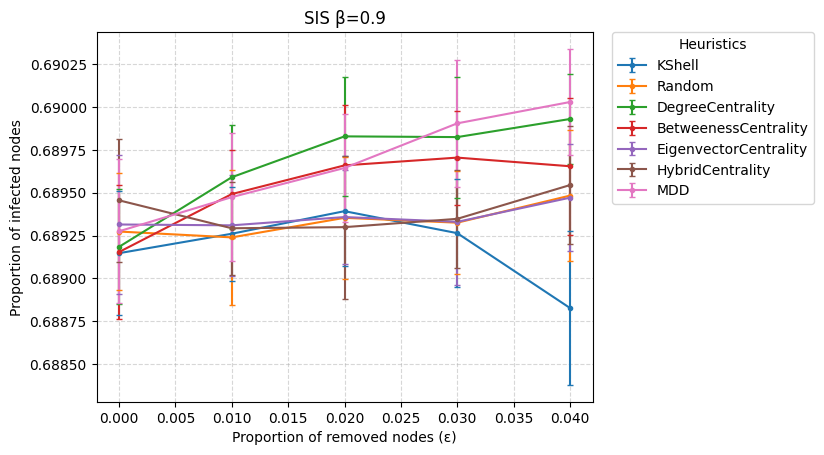 SIS β=0.9
Proportion of infected nodes
0.69025
0.69000
0.68975
0.68950
0.68925
0.68900
0.68875
0.68850
0.000 0.005 0.010 0.015 0.020 0.025 0.030 0.035 0.040
Proportion of removed nodes (ε)
Heuristics
KShell
Random
DegreeCentrality
BetweenessCentrality
EigenvectorCentrality
HybridCentrality
MDD